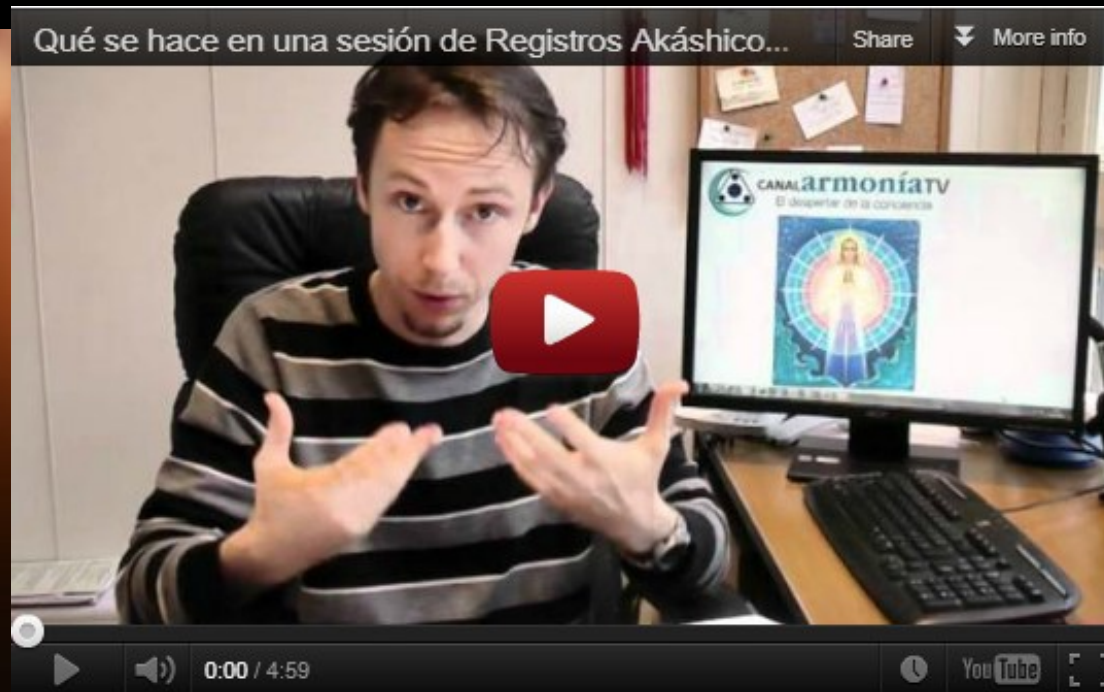 Qué se hace en una sesión de Registros Akáshico...
Share
More info
CANAL armoníaTV
El despertar de la conciencia
0:00 / 4:59
YouTube